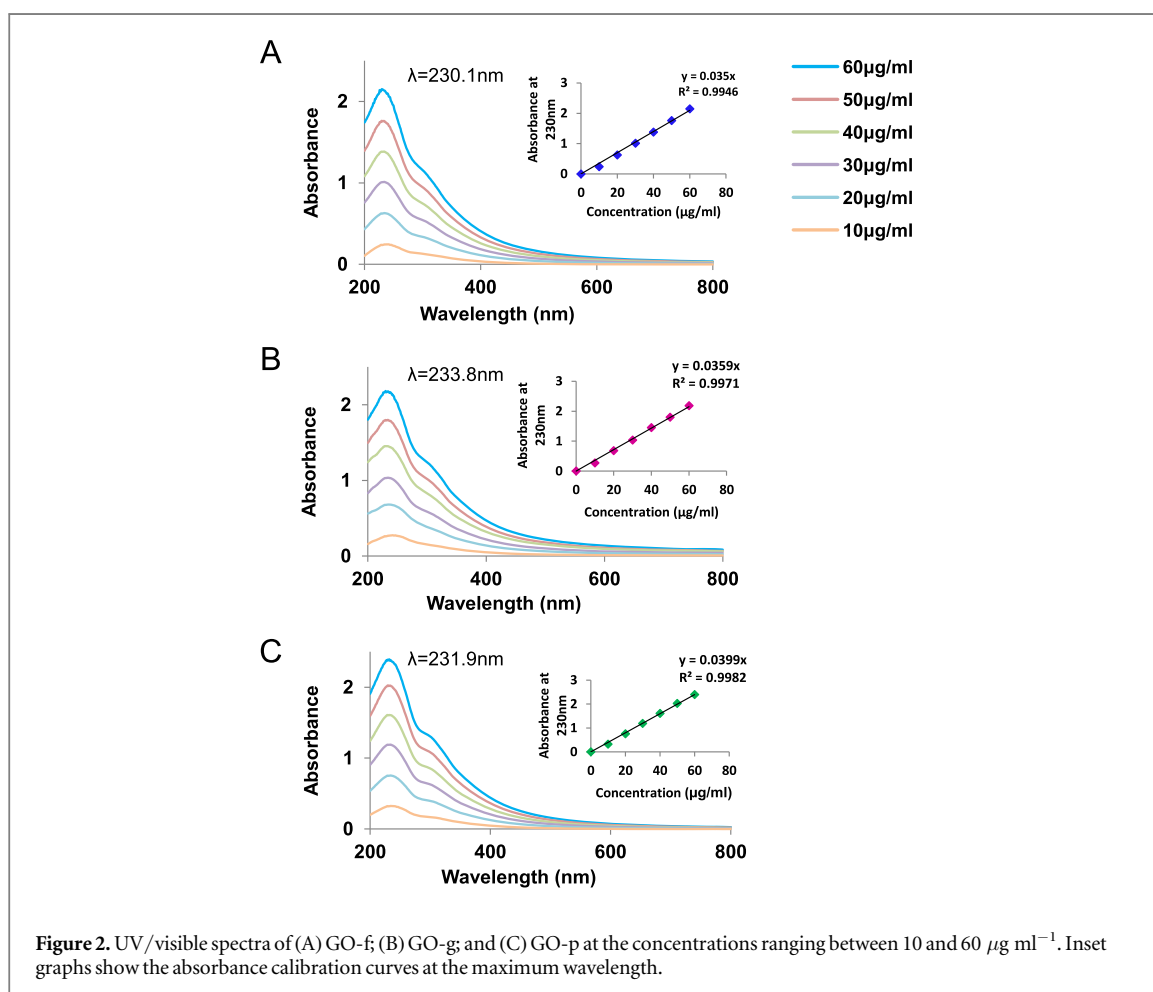 A
λ=230.1nm
y = 0.035x
R² = 0.9946
Absorbance at
230nm
3
2
1
0
0 20 40 60 80
Concentration (µg/ml)
Absorbance
2
1
0
200 400 600 800
Wavelength (nm)
60µg/ml
50µg/ml
40µg/ml
30µg/ml
20µg/ml
10µg/ml
B
λ=233.8nm
y = 0.0359x
R² = 0.9971
Absorbance at
230nm
3
2
1
0
0 20 40 60 80
Concentration (µg/ml)
Absorbance
2
1
0
200 400 600 800
Wavelength (nm)
C
λ=231.9nm
y = 0.0399x
R² = 0.9982
Absorbance at
230nm
3
2
1
0
0 20 40 60 80
Concentration (µg/ml)
Absorbance
2
1
0
200 400 600 800
Wavelength (nm)
Figure 2. UV/visible spectra of (A) GO-f; (B) GO-g; and (C) GO-p at the concentrations ranging between 10 and 60 µg ml⁻¹. Inset
graphs show the absorbance calibration curves at the maximum wavelength.